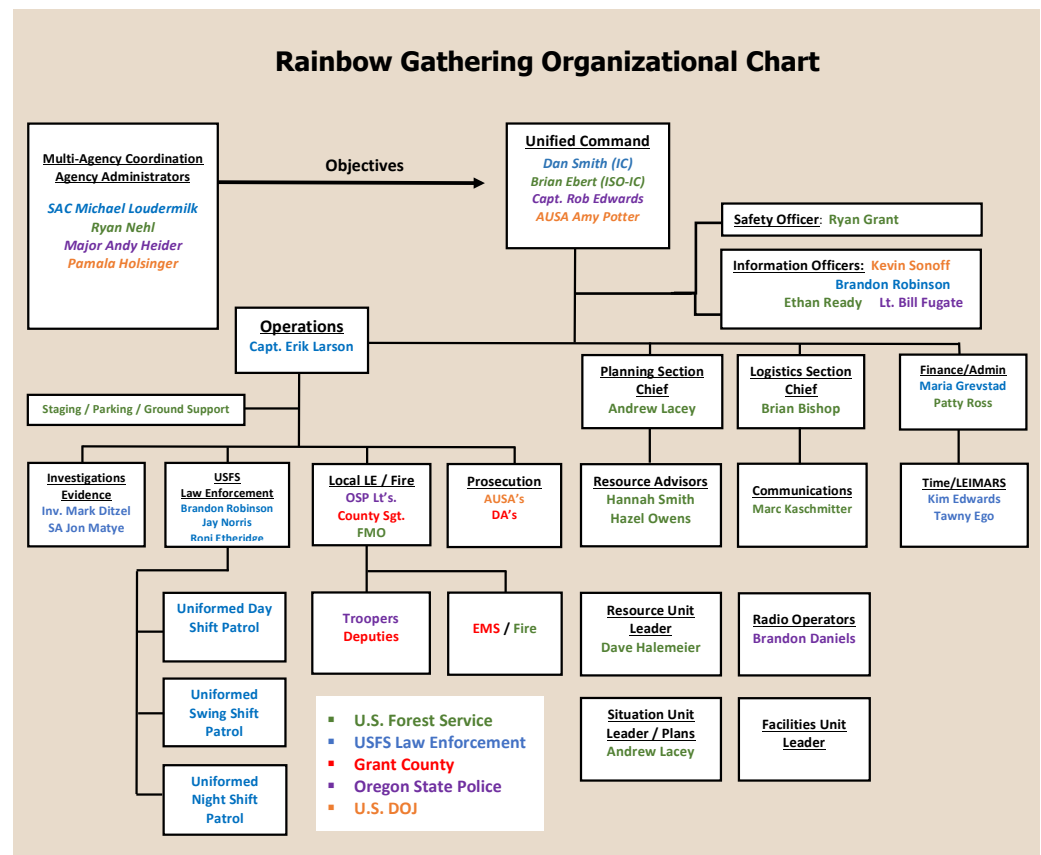 Rainbow Gathering Organizational Chart
Multi-Agency Coordination
Agency Administrators
SAC Michael Loudermilk
Ryan Nehl
Major Andy Heider
Pamala Holsinger
Objectives
Unified Command
Dan Smith (IC)
Brian Ebert (ISO-IC)
Capt. Rob Edwards
AUSA Amy Potter
Safety Officer: Ryan Grant
Information Officers: Kevin Sonoff
Brandon Robinson
Ethan Ready Lt. Bill Fugate
Operations
Capt. Erik Larson
Planning Section
Chief
Andrew Lacey
Logistics Section
Chief
Brian Bishop
Finance/Admin
Maria Grevstad
Patty Ross
Staging / Parking / Ground Support
Investigations
Evidence
Inv. Mark Ditzel
SA Jon Matye
USFS
Law Enforcement
Brandon Robinson
Jay Norris
Roni Etheridge
Local LE / Fire
OSP Lt's.
County Sgt.
FMO
Prosecution
AUSA's
DA's
Resource Advisors
Hannah Smith
Hazel Owens
Communications
Marc Kaschmitter
Time/LEIMARS
Kim Edwards
Tawny Ego
Uniformed Day
Shift Patrol
Troopers
Deputies
EMS / Fire
Resource Unit
Leader
Dave Halemeier
Radio Operators
Brandon Daniels
Uniformed
Swing Shift
Patrol
Situation Unit
Leader / Plans
Andrew Lacey
Facilities Unit
Leader
Uniformed
Night Shift
Patrol
▪ U.S. Forest Service
▪ USFS Law Enforcement
▪ Grant County
▪ Oregon State Police
▪ U.S. DOJ